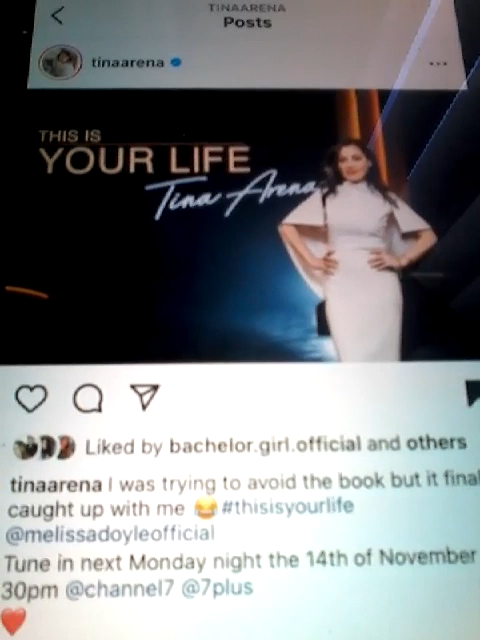 TINAARENA
Posts
tinaarena
THIS IS
YOUR LIFE
Tina Arena
Liked by bachelor.girl.official and others
tinaarena I was trying to avoid the book but it final
caught up with me 😂 #thisisyourlife
@melissadoyleofficial
Tune in next Monday night the 14th of November
30pm @channel7 @7plus
❤️